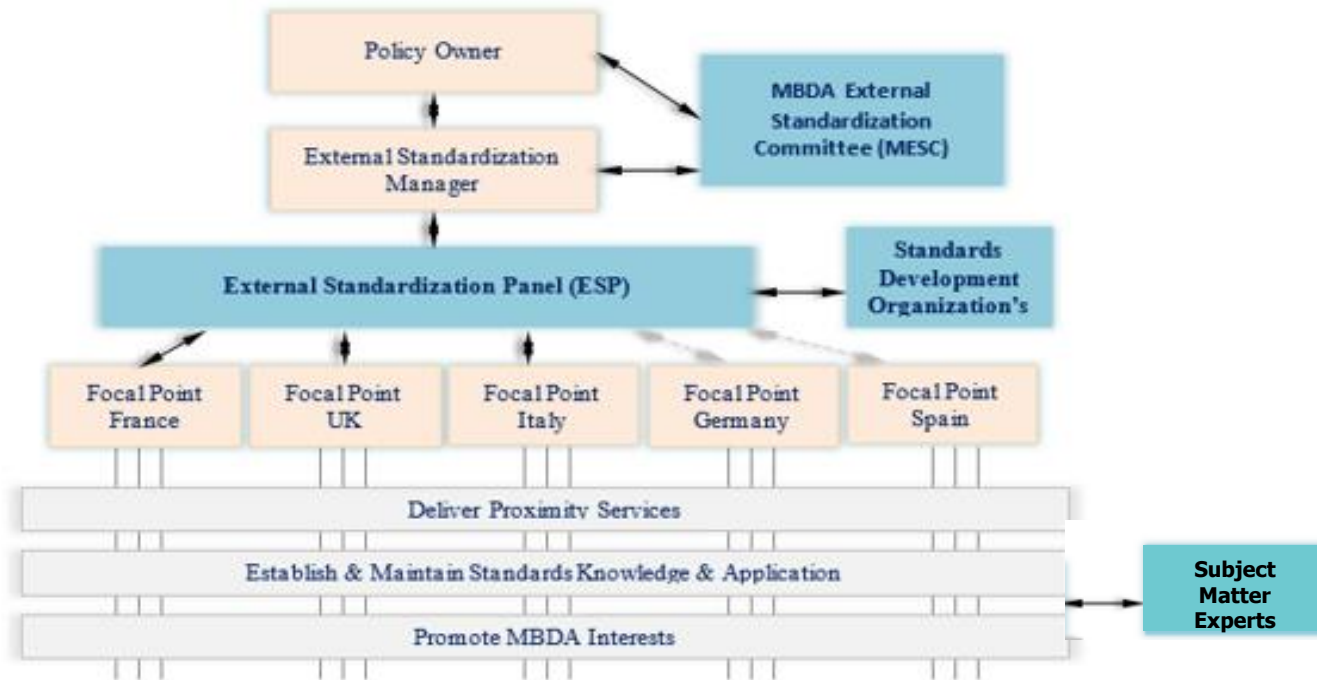 Policy Owner
MBDA External
Standardization
Committee (MESC)
External Standardization
Manager
Standards
Development
Organization's
External Standardization Panel (ESP)
Focal Point
France
Focal Point
UK
Focal Point
Italy
Focal Point
Germany
Focal Point
Spain
Deliver Proximity Services
Establish & Maintain Standards Knowledge & Application
Promote MBDA Interests
Subject
Matter
Experts